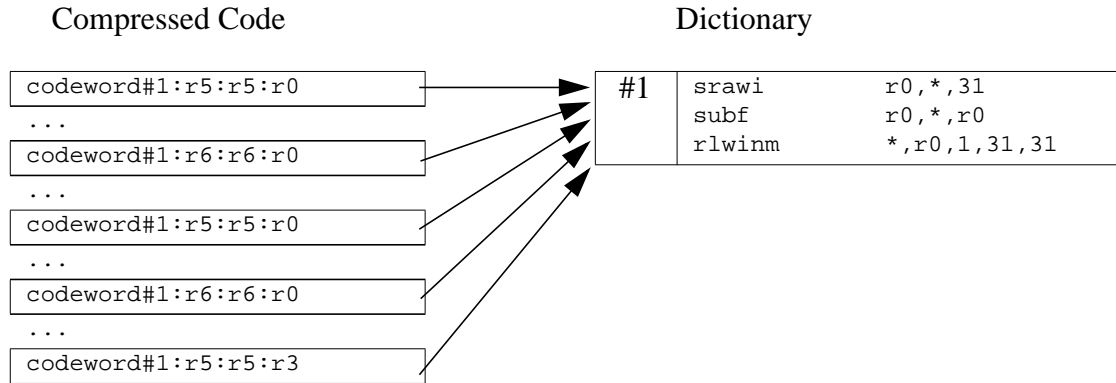 Compressed Code
Dictionary
codeword#1:r5:r5:r0
...
codeword#1:r6:r6:r0
...
codeword#1:r5:r5:r0
...
codeword#1:r6:r6:r0
...
codeword#1:r5:r5:r3
#1
srawi r0,*,31
subf r0,*,r0
rlwinm *,r0,1,31,31